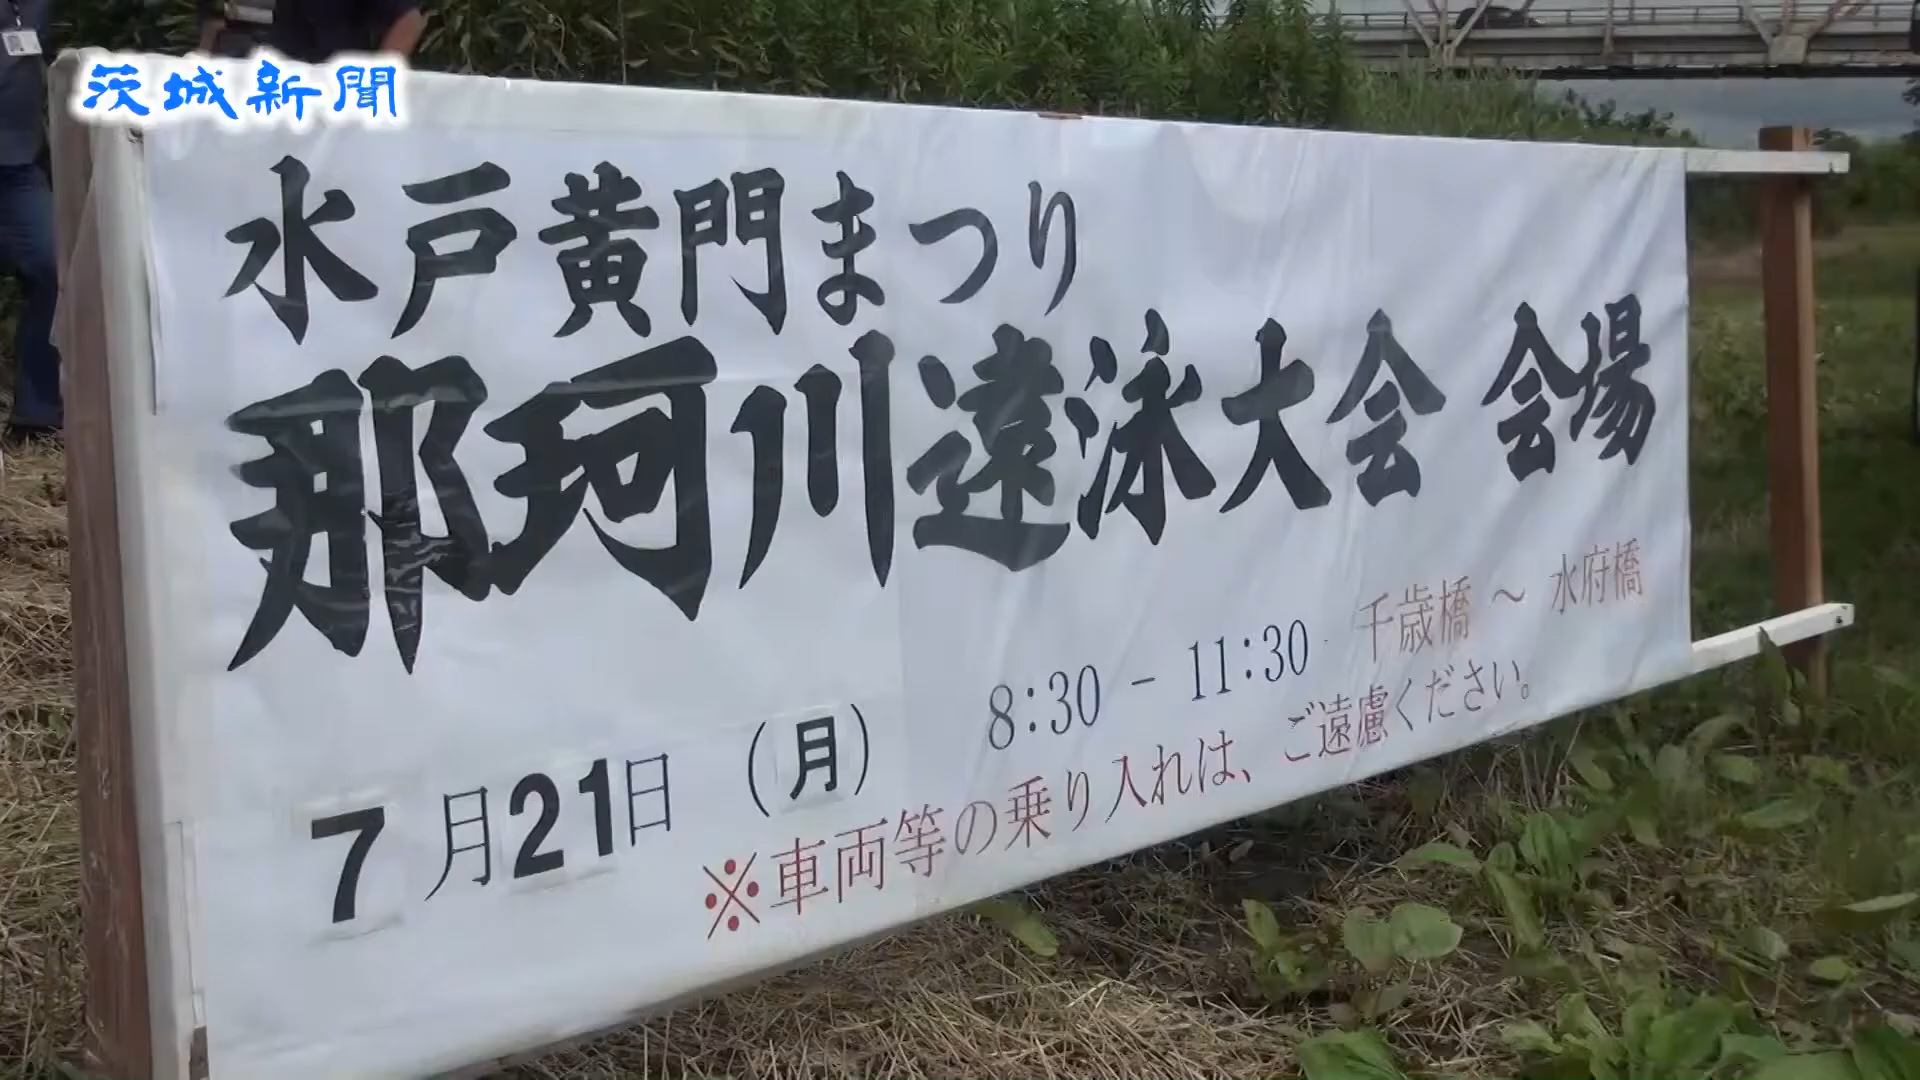 茨城新聞
水戸黄門まつり
那珂川遠泳大会 会場
7月21日（月） 8:30 － 11:30 千歳橋 ～ 水府橋
※車両等の乗り入れは、ご遠慮ください。